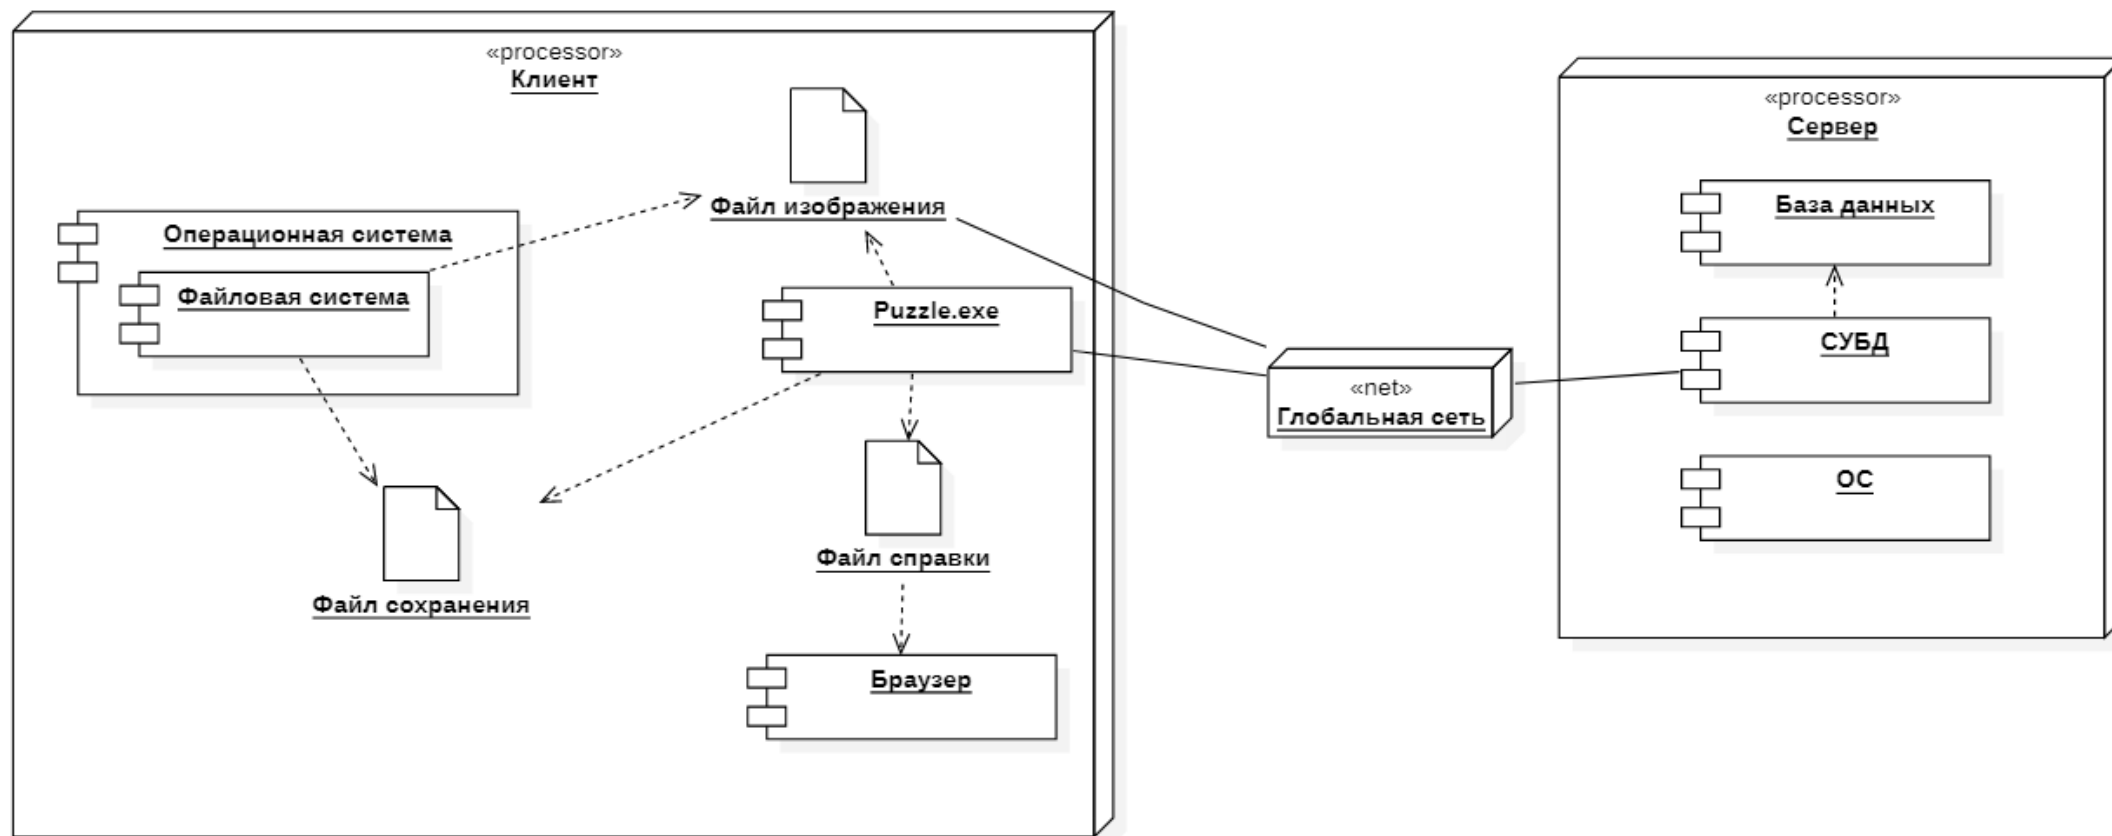 «processor»
Клиент
Файл изображения
Операционная система
Файловая система
Puzzle.exe
Файл справки
Файл сохранения
Браузер
«net»
Глобальная сеть
«processor»
Сервер
База данных
СУБД
ОС